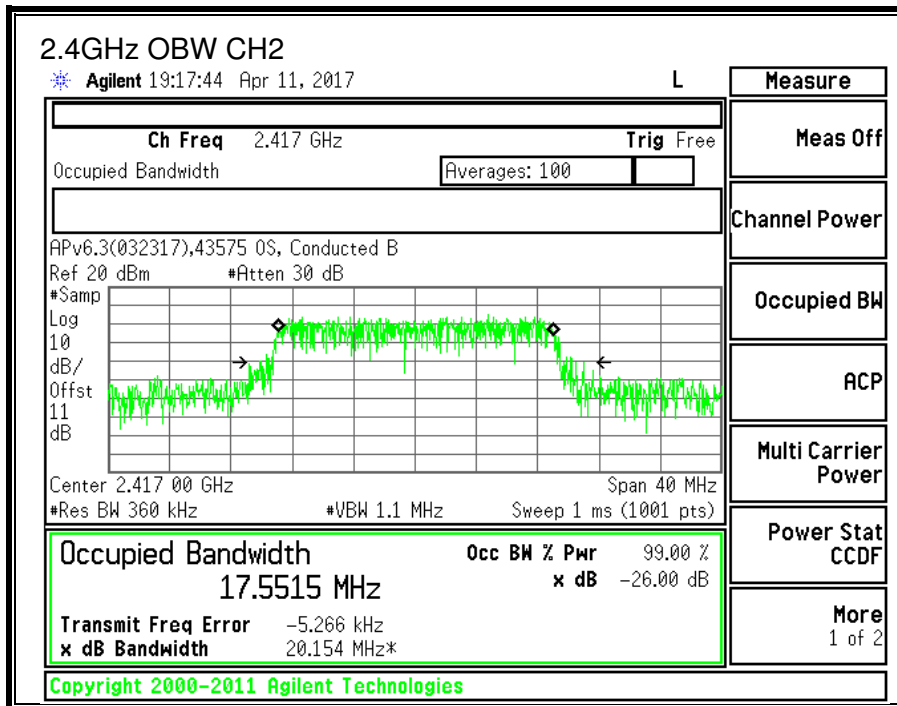 2.4GHz OBW CH2
Agilent 19:17:44 Apr 11, 2017 L
Measure
Ch Freq 2.417 GHz Trig Free
Meas Off
Occupied Bandwidth Averages: 100
Channel Power
APv6.3(032317),43575 OS, Conducted B
Ref 20 dBm #Atten 30 dB
#Samp
Log
10
dB/
Offst
11
dB
Occupied BW
ACP
Multi Carrier
Power
Center 2.417 00 GHz Span 40 MHz
#Res BW 360 kHz #VBW 1.1 MHz Sweep 1 ms (1001 pts)
Power Stat
CCDF
Occupied Bandwidth Occ BW % Pwr 99.00 %
17.5515 MHz x dB -26.00 dB
Transmit Freq Error -5.266 kHz
x dB Bandwidth 20.154 MHz*
More
1 of 2
Copyright 2000-2011 Agilent Technologies